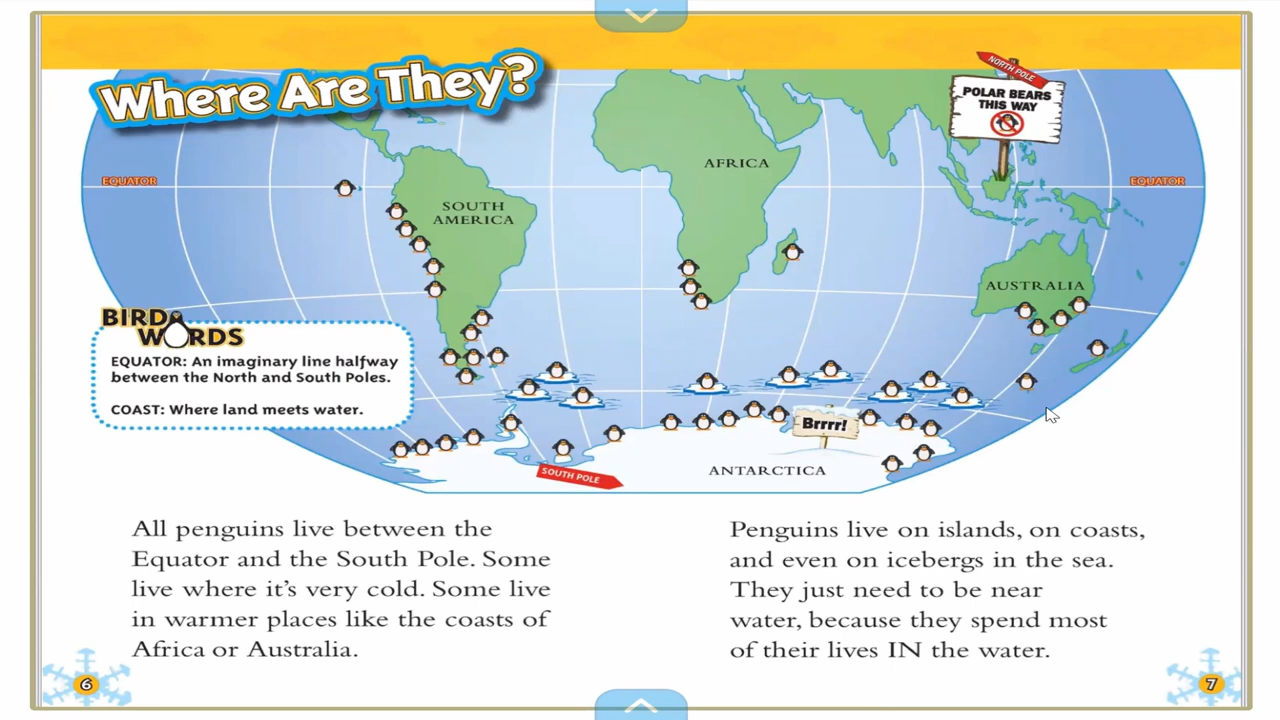 Where Are They?
NORTH POLE
POLAR BEARS
THIS WAY
AFRICA
EQUATOR
EQUATOR
SOUTH
AMERICA
AUSTRALIA
BIRD
WORDS
EQUATOR: An imaginary line halfway
between the North and South Poles.
COAST: Where land meets water.
Brrrr!
ANTARCTICA
SOUTH POLE
All penguins live between the
Equator and the South Pole. Some
live where it's very cold. Some live
in warmer places like the coasts of
Africa or Australia.
Penguins live on islands, on coasts,
and even on icebergs in the sea.
They just need to be near
water, because they spend most
of their lives IN the water.
6
7